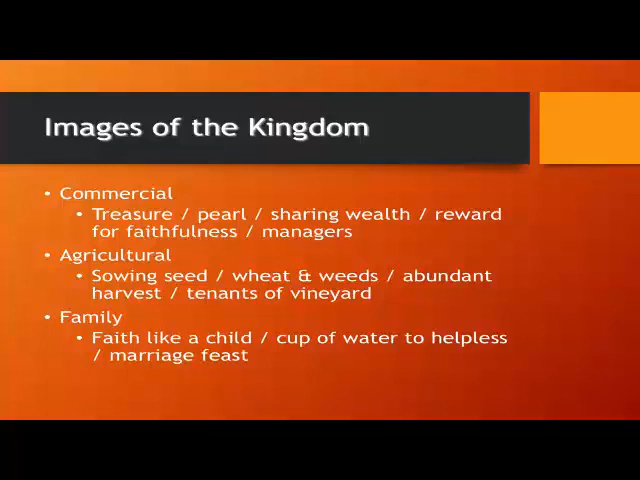 Images of the Kingdom
• Commercial
• Treasure / pearl / sharing wealth / reward
for faithfulness / managers
• Agricultural
• Sowing seed / wheat & weeds / abundant
harvest / tenants of vineyard
• Family
• Faith like a child / cup of water to helpless
/ marriage feast